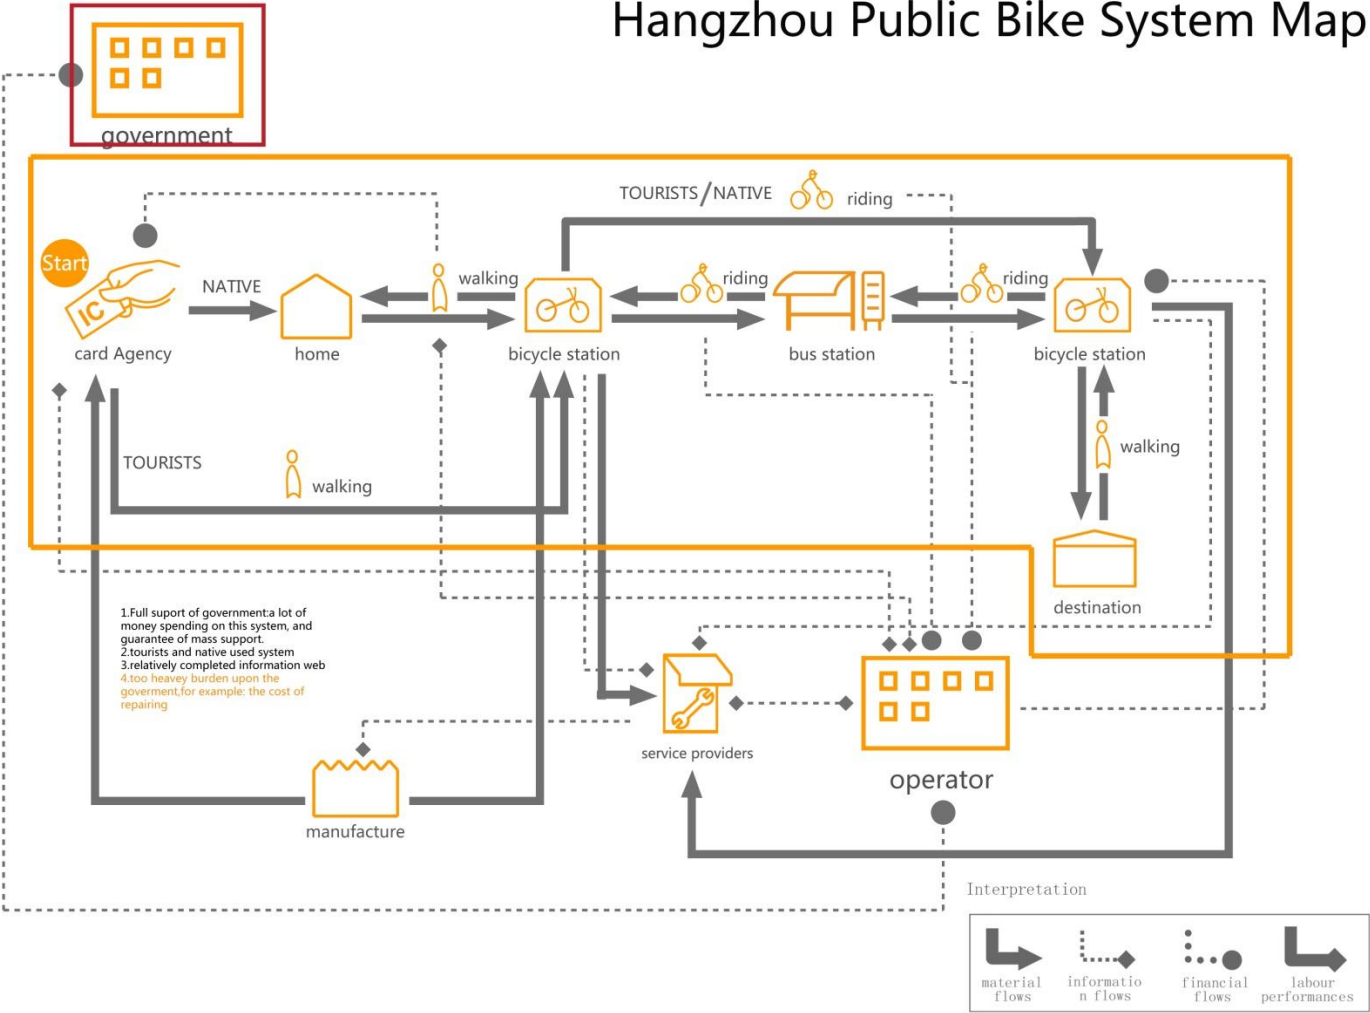 Hangzhou Public Bike System Map
government
TOURISTS/NATIVE
riding
Start
NATIVE
walking
riding
riding
IC
card Agency
home
bicycle station
bus station
bicycle station
TOURISTS
walking
walking
destination
1.Full suport of government:a lot of
money spending on this system, and
guarantee of mass support.
2.tourists and native used system
3.relatively completed information web
4.too heavey burden upon the
goverment,for example: the cost of
repairing
service providers
operator
manufacture
Interpretation
material
flows
informatio
n flows
financial
flows
labour
performances